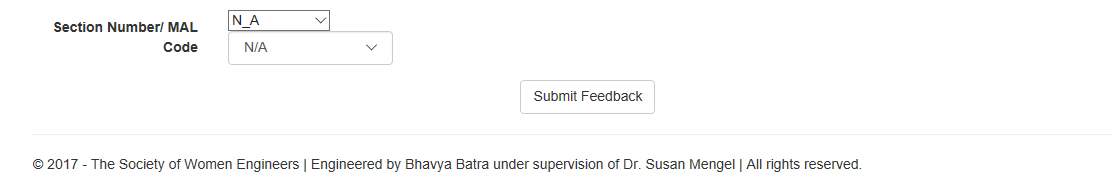 Section Number/ MAL
Code
N_A
N/A
Submit Feedback
© 2017 - The Society of Women Engineers | Engineered by Bhavya Batra under supervision of Dr. Susan Mengel | All rights reserved.